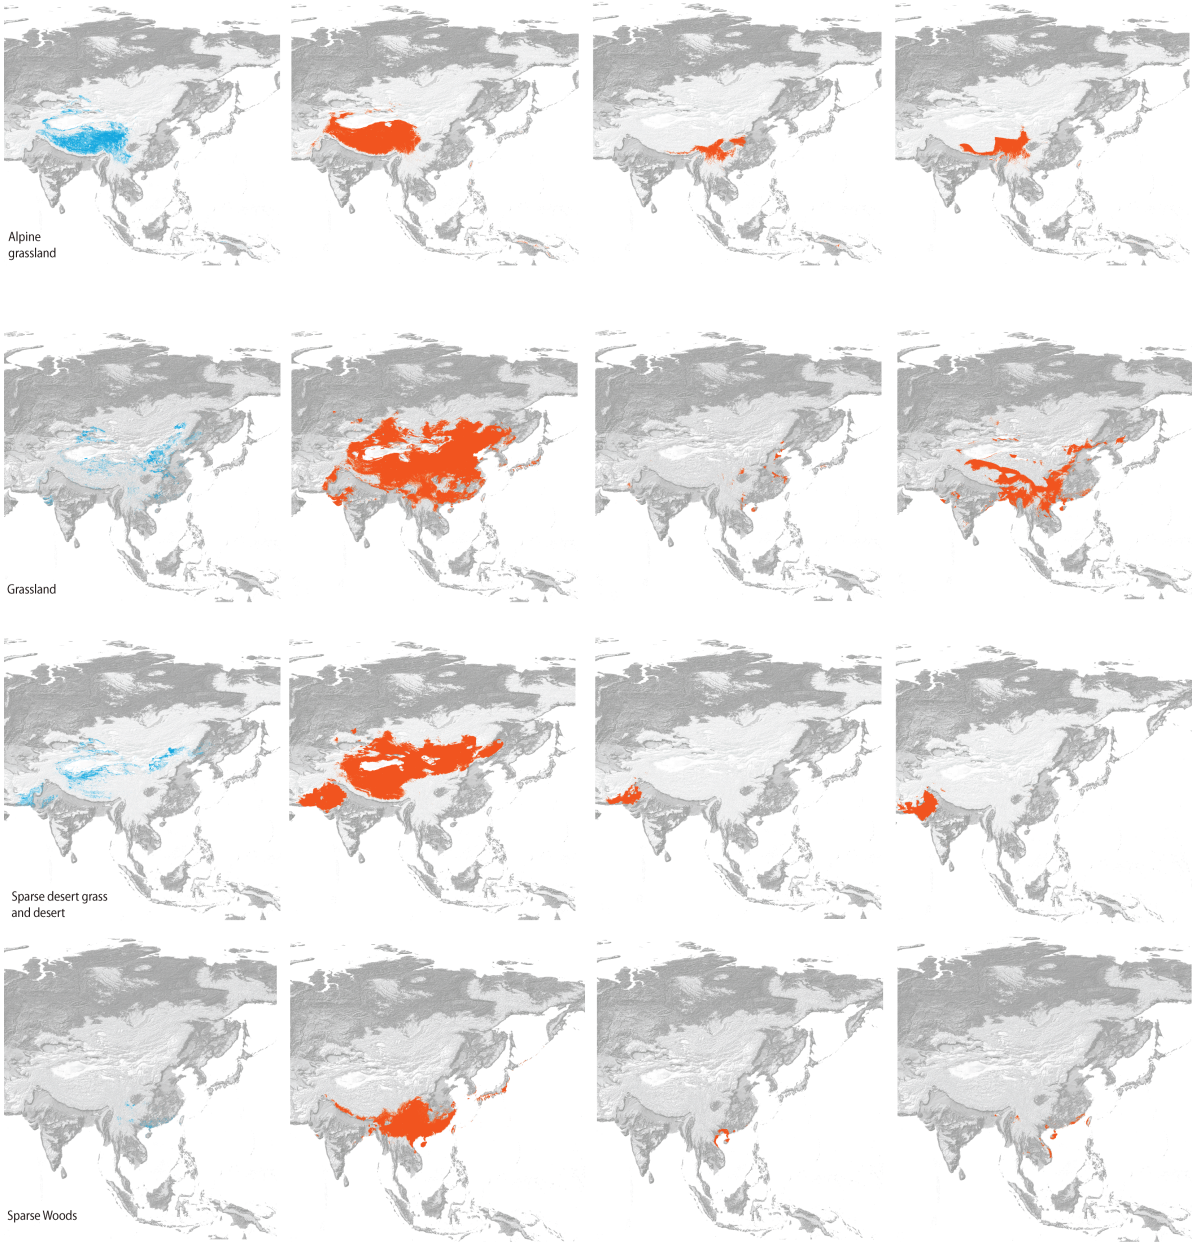 Alpine
grassland
Grassland
Sparse desert grass
and desert
Sparse Woods